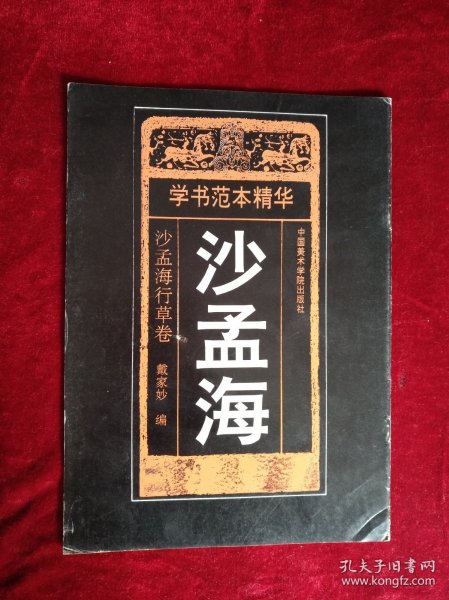 学书范本精华
中国美术学院出版社
沙孟海
沙孟海行草卷
戴家妙 编
孔夫子旧书网
www.kongfz.com